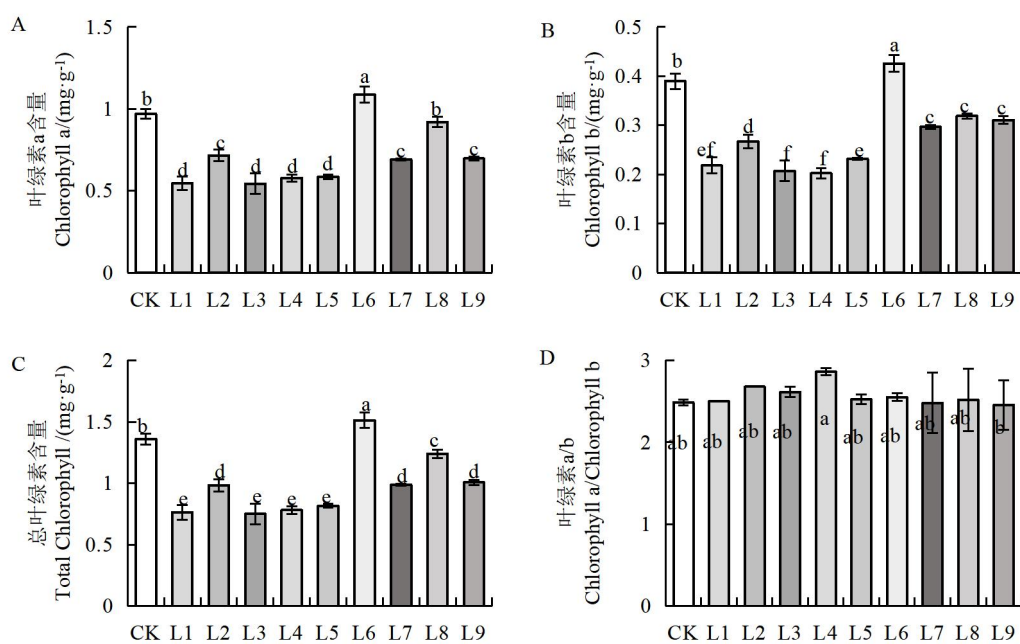 A
叶绿素a含量
Chlorophyll a/(mg·g⁻¹)
1.5
1
0.5
0
b
d
c
d
d
d
a
c
b
c
CK L1 L2 L3 L4 L5 L6 L7 L8 L9
B
叶绿素b含量
Chlorophyll b/(mg·g⁻¹)
0.5
0.4
0.3
0.2
0.1
0
b
ef
d
f
f
e
a
c
c
c
CK L1 L2 L3 L4 L5 L6 L7 L8 L9
C
总叶绿素含量
Total Chlorophyll /(mg·g⁻¹)
2
1.5
1
0.5
0
b
e
d
e
e
e
a
d
c
d
CK L1 L2 L3 L4 L5 L6 L7 L8 L9
D
叶绿素a/b
Chlorophyll a/Chlorophyll b
3
2
1
0
ab
ab
ab
ab
a
ab
ab
ab
ab
b
CK L1 L2 L3 L4 L5 L6 L7 L8 L9